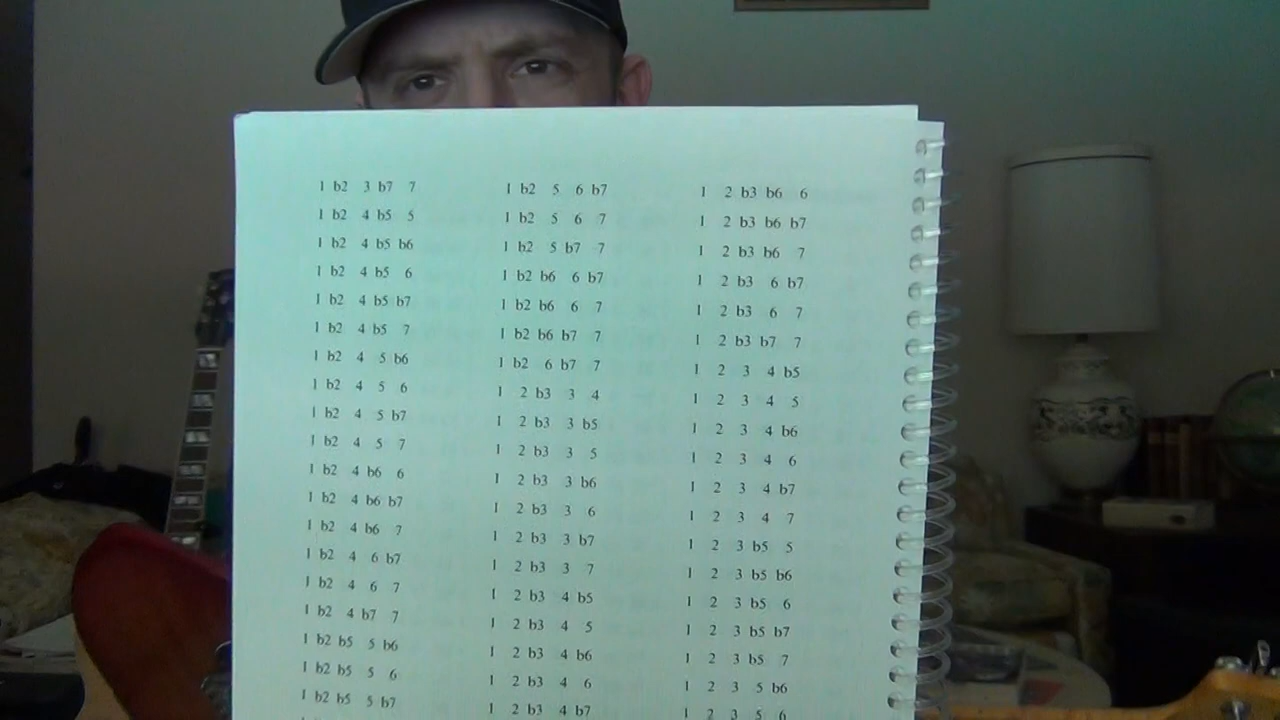 1 b2 3 b7 7
1 b2 4 b5 5
1 b2 4 b5 b6
1 b2 4 b5 6
1 b2 4 b5 b7
1 b2 4 b5 7
1 b2 4 5 b6
1 b2 4 5 6
1 b2 4 5 b7
1 b2 4 5 7
1 b2 4 b6 6
1 b2 4 b6 b7
1 b2 4 b6 7
1 b2 4 6 b7
1 b2 4 6 7
1 b2 4 b7 7
1 b2 b5 5 b6
1 b2 b5 5 6
1 b2 b5 5 b7
1 b2 5 6 b7
1 b2 5 6 7
1 b2 5 b7 7
1 b2 b6 6 b7
1 b2 b6 6 7
1 b2 b6 b7 7
1 b2 6 b7 7
1 2 b3 3 4
1 2 b3 3 b5
1 2 b3 3 5
1 2 b3 3 b6
1 2 b3 3 6
1 2 b3 3 b7
1 2 b3 3 7
1 2 b3 4 b5
1 2 b3 4 5
1 2 b3 4 b6
1 2 b3 4 6
1 2 b3 4 b7
1 2 b3 b6 6
1 2 b3 b6 b7
1 2 b3 b6 7
1 2 b3 6 b7
1 2 b3 6 7
1 2 b3 b7 7
1 2 3 4 b5
1 2 3 4 5
1 2 3 4 b6
1 2 3 4 6
1 2 3 4 b7
1 2 3 4 7
1 2 3 b5 5
1 2 3 b5 b6
1 2 3 b5 6
1 2 3 b5 b7
1 2 3 b5 7
1 2 3 5 b6
1 2 3 5 6